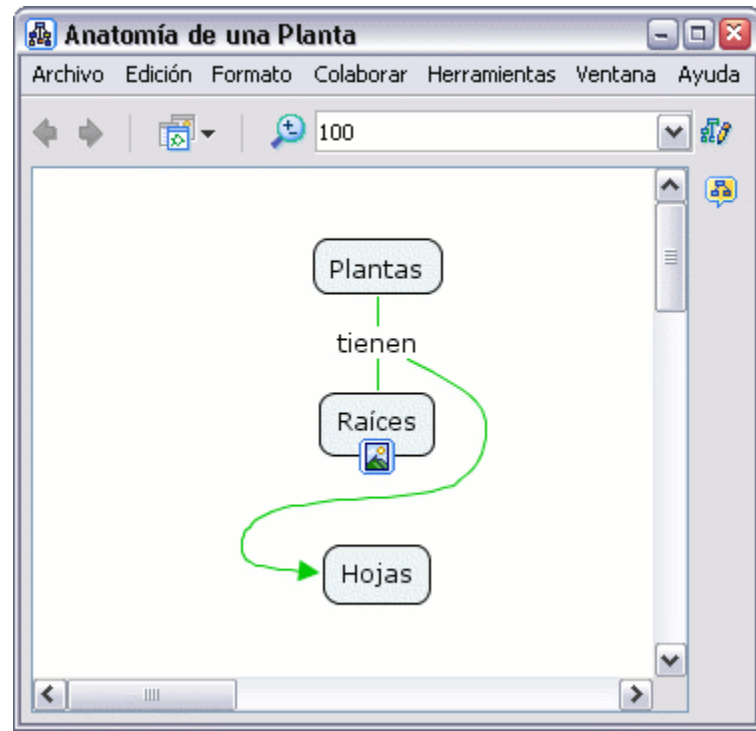 Anatomía de una Planta
Archivo Edición Formato Colaborar Herramientas Ventana Ayuda
100
Plantas
tienen
Raíces
Hojas